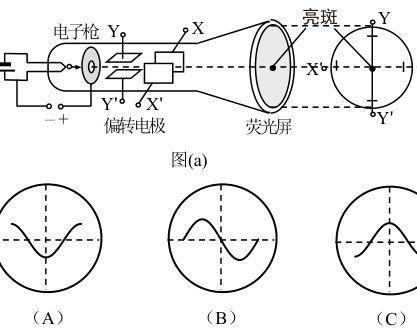 电子枪 Y X 亮斑 Y
X'
－ + Y' X' Y'
偏转电极 荧光屏
图(a)
（A） （B） （C）